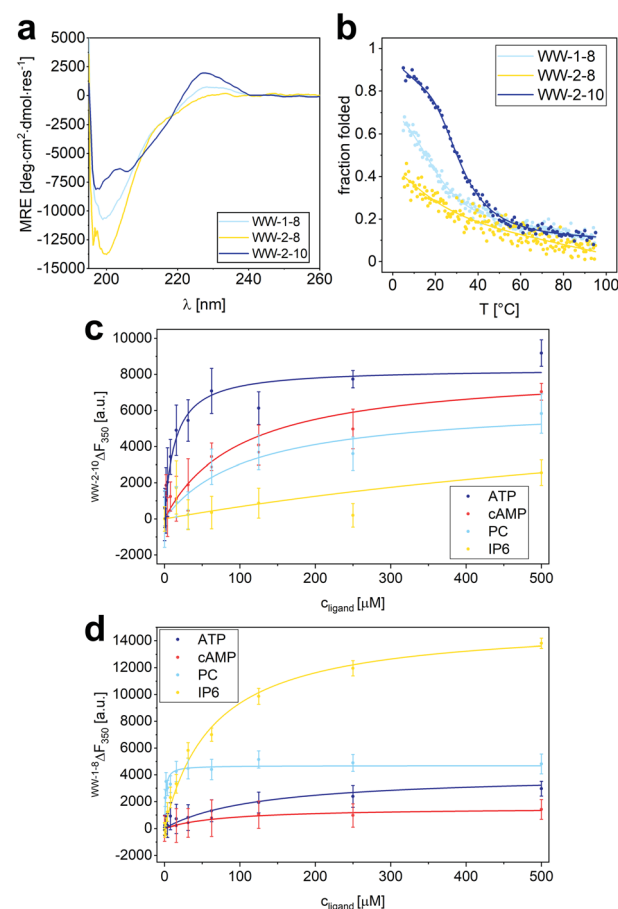 a
5000
2500
0
-2500
-5000
-7500
-10000
-12500
-15000
MRE [deg·cm²·dmol·res⁻¹]
WW-1-8
WW-2-8
WW-2-10
200 220 240 260
λ [nm]
b
1
0.8
0.6
0.4
0.2
0
fraction folded
WW-1-8
WW-2-8
WW-2-10
0 20 40 60 80 100
T [°C]
c
10000
8000
6000
4000
2000
0
-2000
WW-2-10ΔF350 [a.u.]
ATP
cAMP
PC
IP6
0 100 200 300 400 500
cligand [μM]
d
14000
12000
10000
8000
6000
4000
2000
0
-2000
WW-1-8ΔF350 [a.u.]
ATP
cAMP
PC
IP6
0 100 200 300 400 500
cligand [μM]